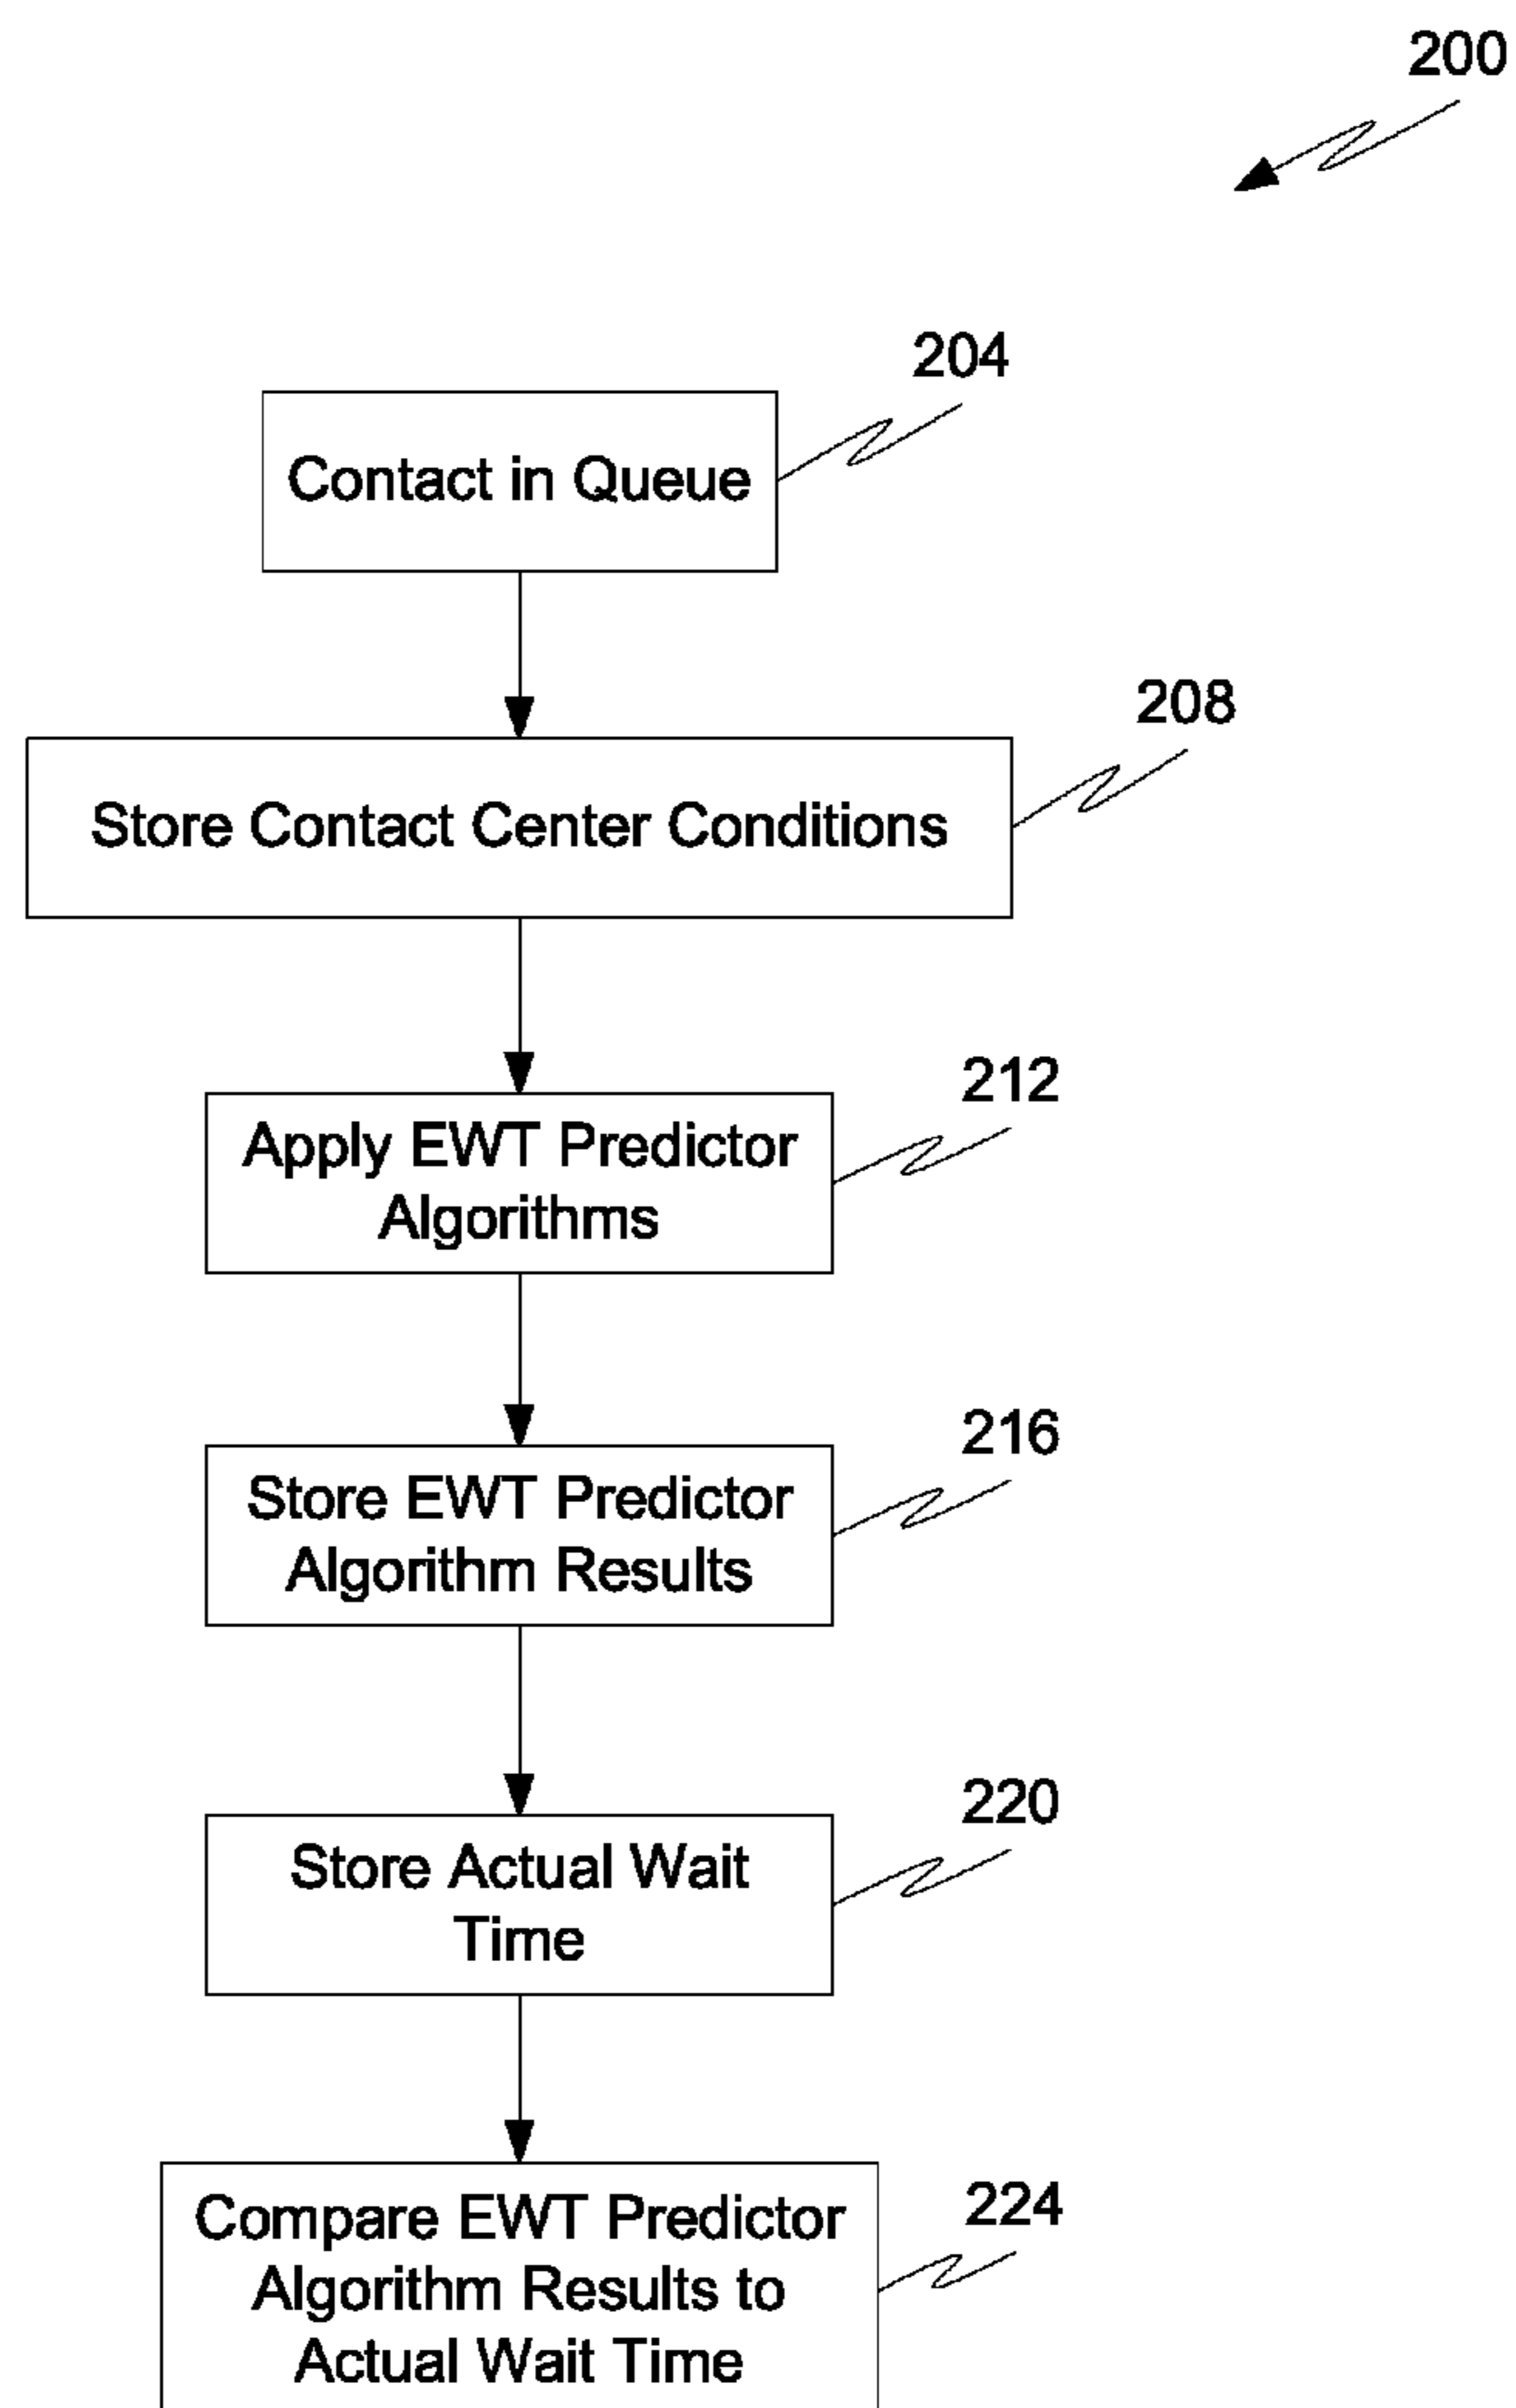 200
204
Contact in Queue
208
Store Contact Center Conditions
212
Apply EWT Predictor
Algorithms
216
Store EWT Predictor
Algorithm Results
220
Store Actual Wait
Time
224
Compare EWT Predictor
Algorithm Results to
Actual Wait Time